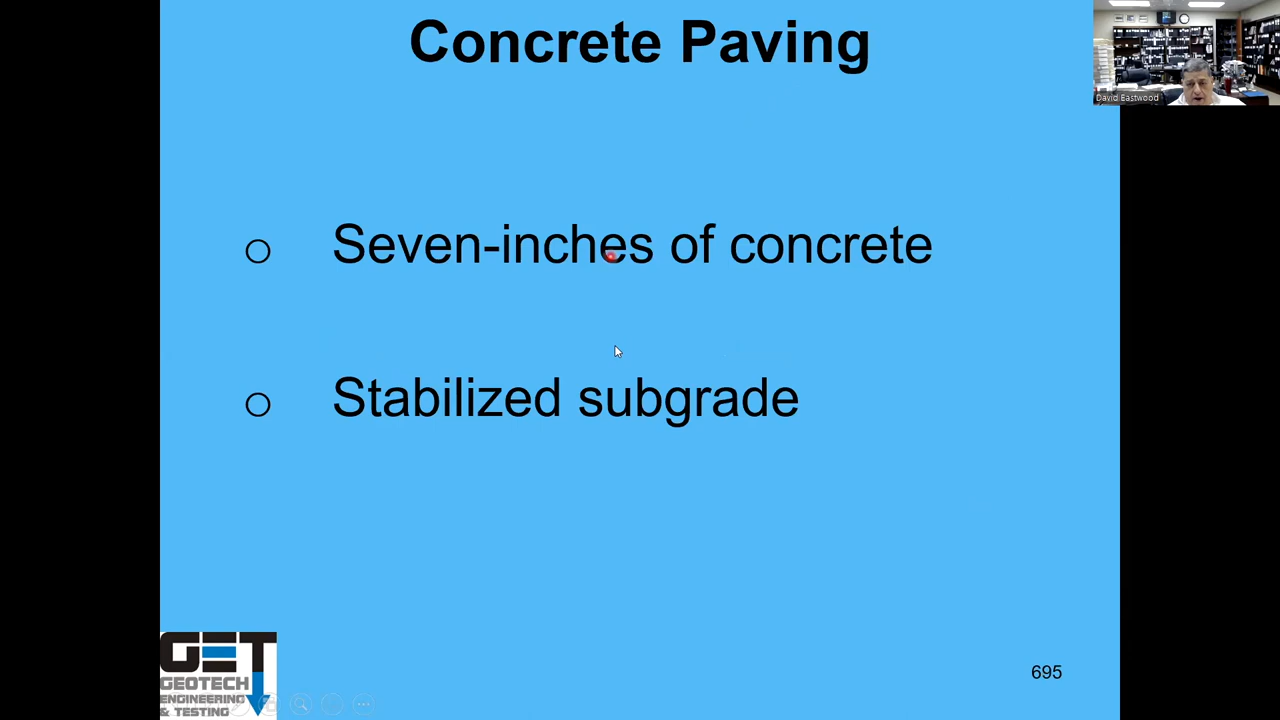 Concrete Paving
David Eastwood
o Seven-inches of concrete
o Stabilized subgrade
GET
GEOTECH
ENGINEERING
& TESTING
695